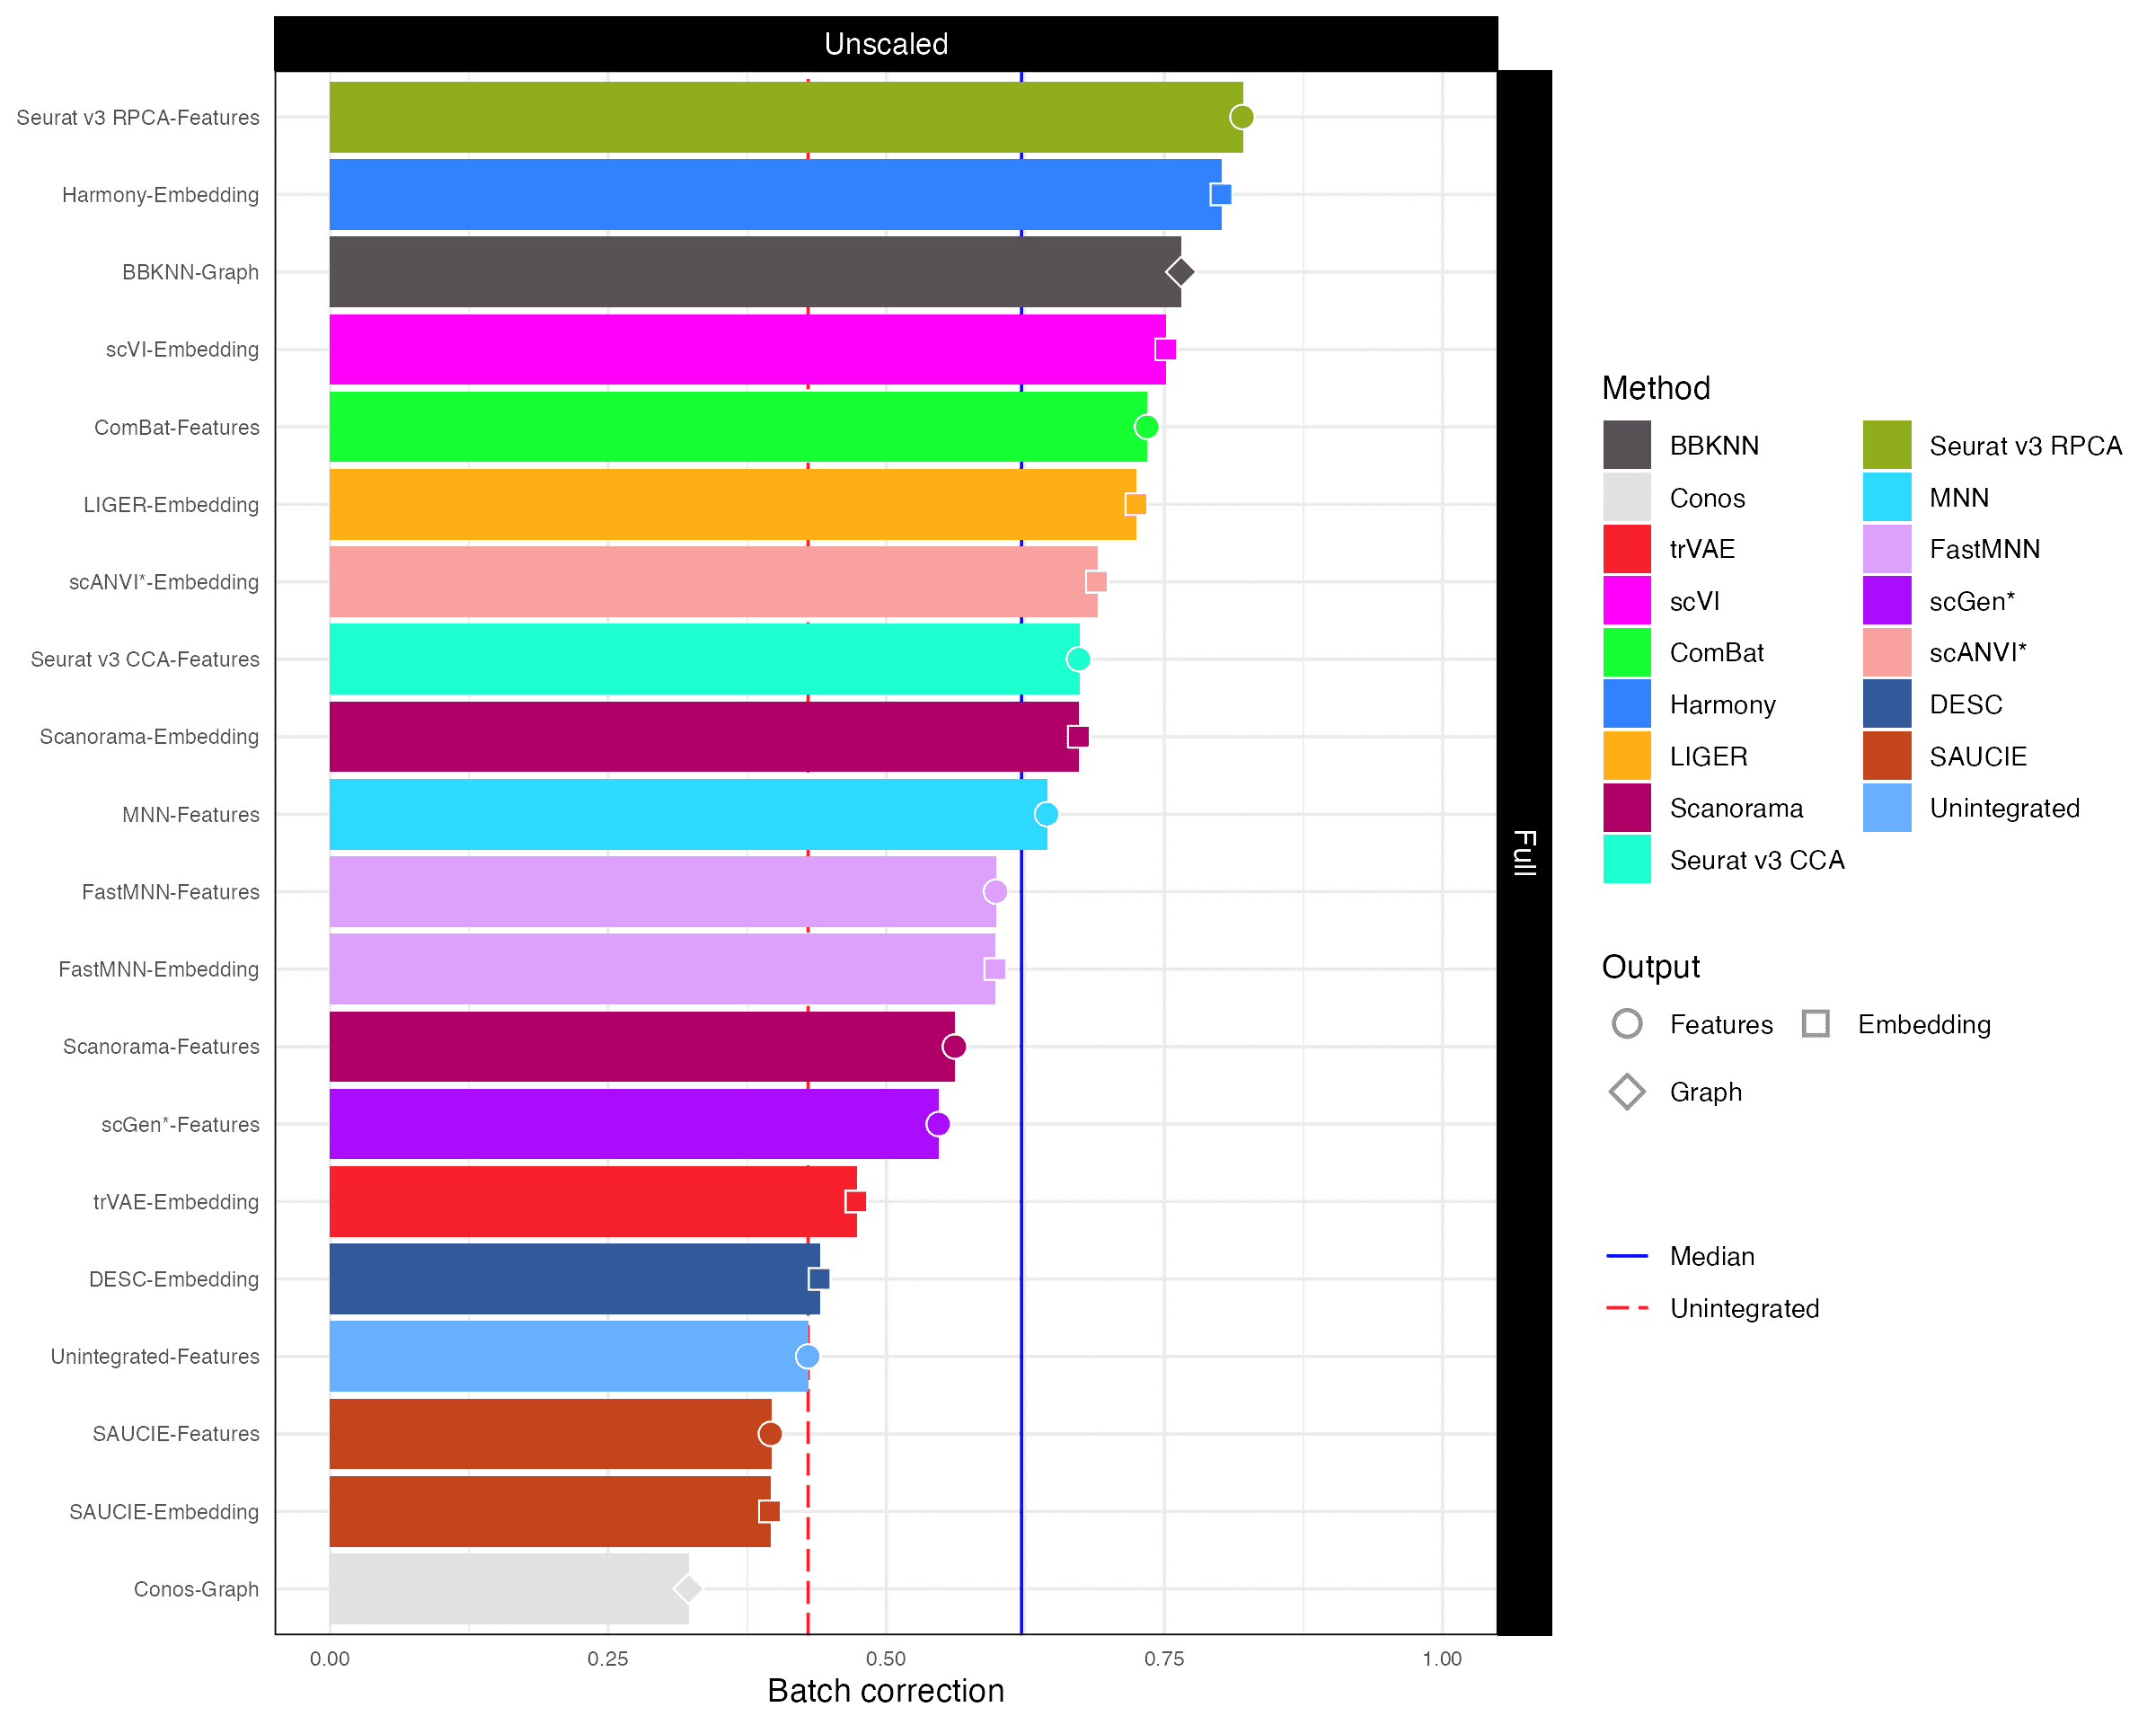 Unscaled
Seurat v3 RPCA-Features
Harmony-Embedding
BBKNN-Graph
scVI-Embedding
ComBat-Features
LIGER-Embedding
scANVI*-Embedding
Seurat v3 CCA-Features
Scanorama-Embedding
MNN-Features
FastMNN-Features
FastMNN-Embedding
Scanorama-Features
scGen*-Features
trVAE-Embedding
DESC-Embedding
Unintegrated-Features
SAUCIE-Features
SAUCIE-Embedding
Conos-Graph
0.00 0.25 0.50 0.75 1.00
Batch correction
Full
Method
BBKNN
Conos
trVAE
scVI
ComBat
Harmony
LIGER
Scanorama
Seurat v3 CCA
Seurat v3 RPCA
MNN
FastMNN
scGen*
scANVI*
DESC
SAUCIE
Unintegrated
Output
Features Embedding
Graph
Median
Unintegrated